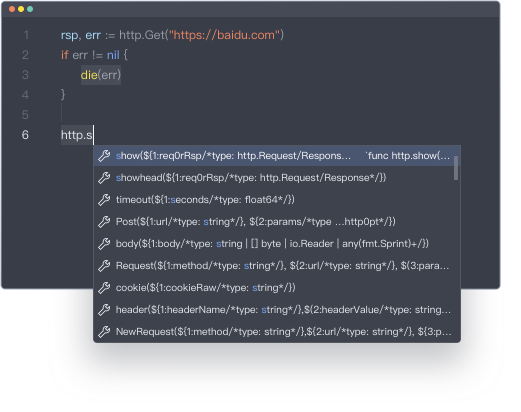 1 rsp, err := http.Get("https://baidu.com")
2 if err != nil {
3 die(err)
4 }
5
6 http.s
show(${1:reqOrRsp/*type: http.Request/Respons... `func http.show(...
showhead(${1:reqOrRsp/*type: http.Request/Response*/})
timeout(${1:seconds/*type: float64*/})
Post(${1:url/*type: string*/}, ${2:params/*type ...httpOpt*/})
body(${1:body/*type: string | [] byte | io.Reader | any(fmt.Sprint)+/})
Request(${1:method/*type: string*/}, ${2:url/*type: string*/}, ${3:para...
cookie(${1:cookieRaw/*type: string*/})
header(${1:headerName/*type: string*/},${2:headerValue/*type: string...
NewRequest(${1:method/*type: string*/},${2:url/*type: string*/}, ${3:p...